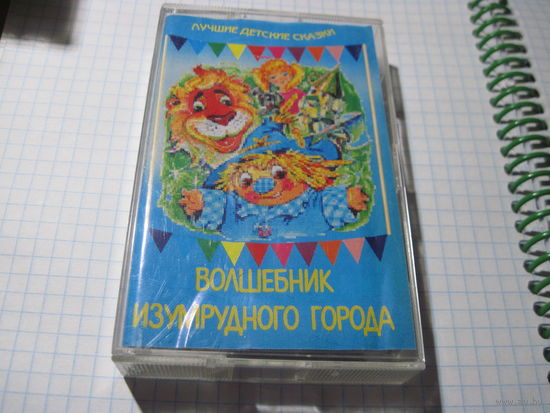 ЛУЧШИЕ ДЕТСКИЕ СКАЗКИ
ВОЛШЕБНИК
ИЗУМРУДНОГО ГОРОДА